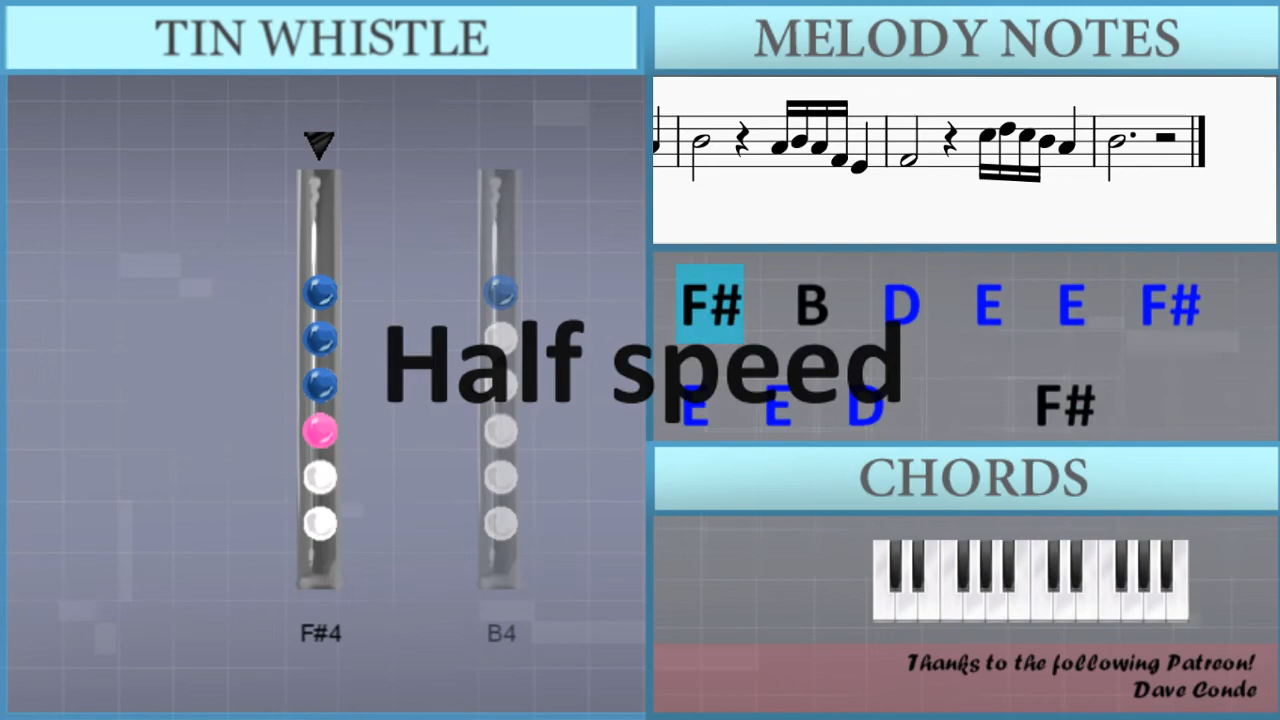 TIN WHISTLE
MELODY NOTES
F# B D E E F#
Half speed
E E D F#
CHORDS
F#4 B4
Thanks to the following Patreon!
Dave Conde